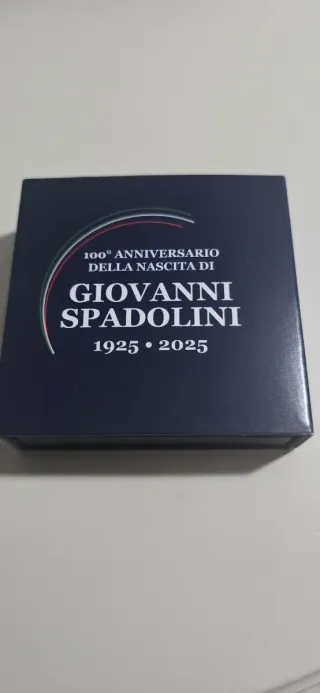 100° ANNIVERSARIO
DELLA NASCITA DI
GIOVANNI
SPADOLINI
1925 • 2025